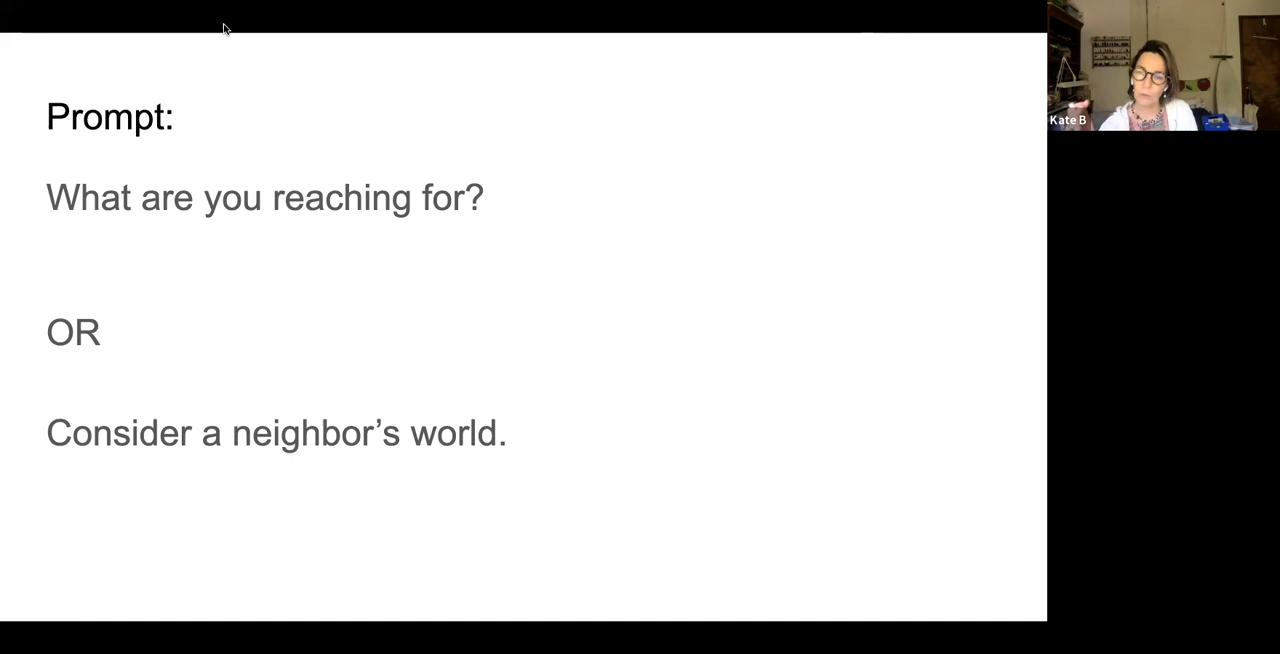 Prompt:
What are you reaching for?
OR
Consider a neighbor’s world.
Kate B